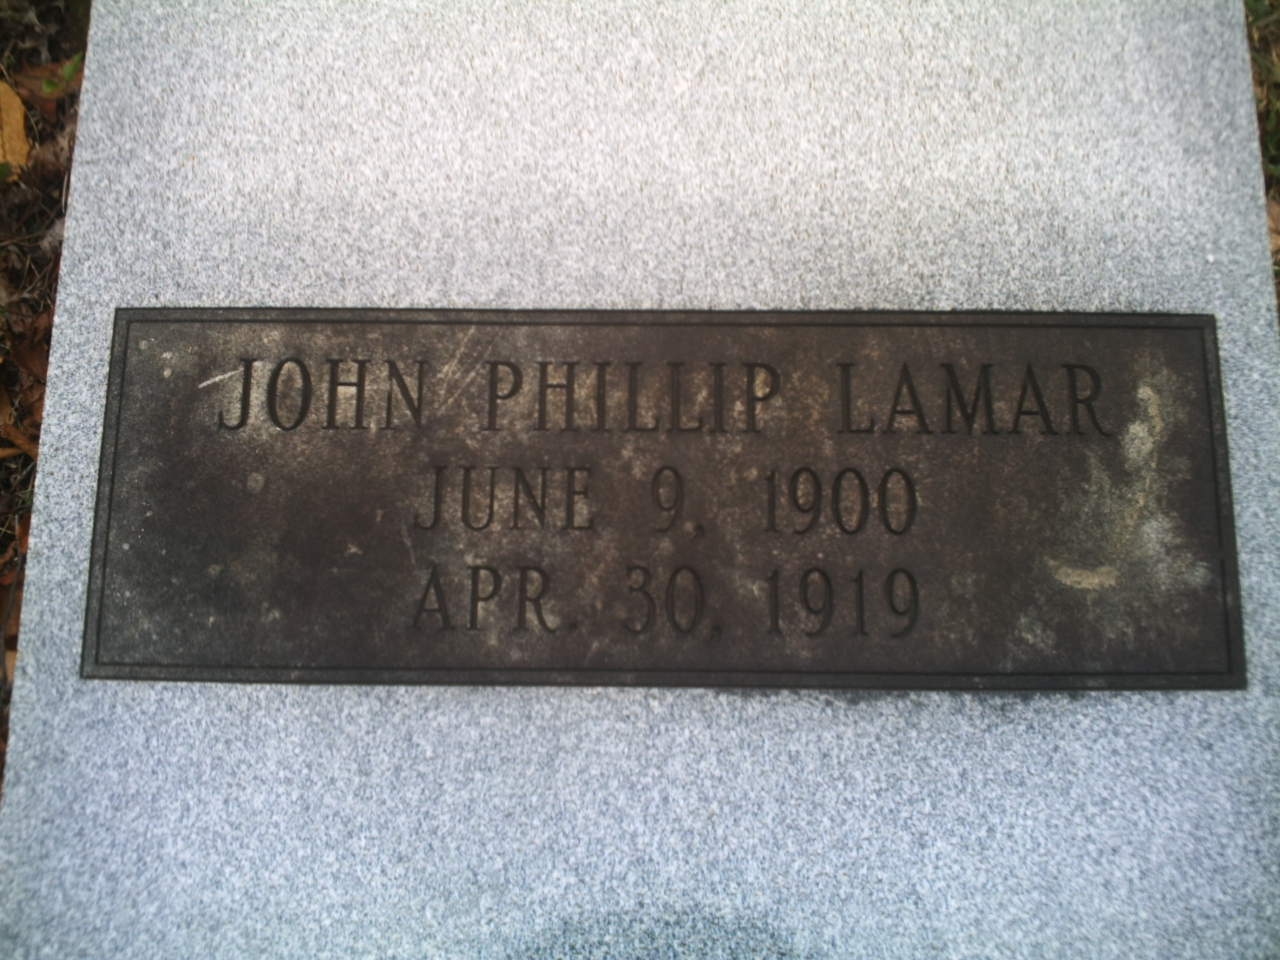 JOHN PHILLIP LAMAR
JUNE 9, 1900
APR. 30, 1919